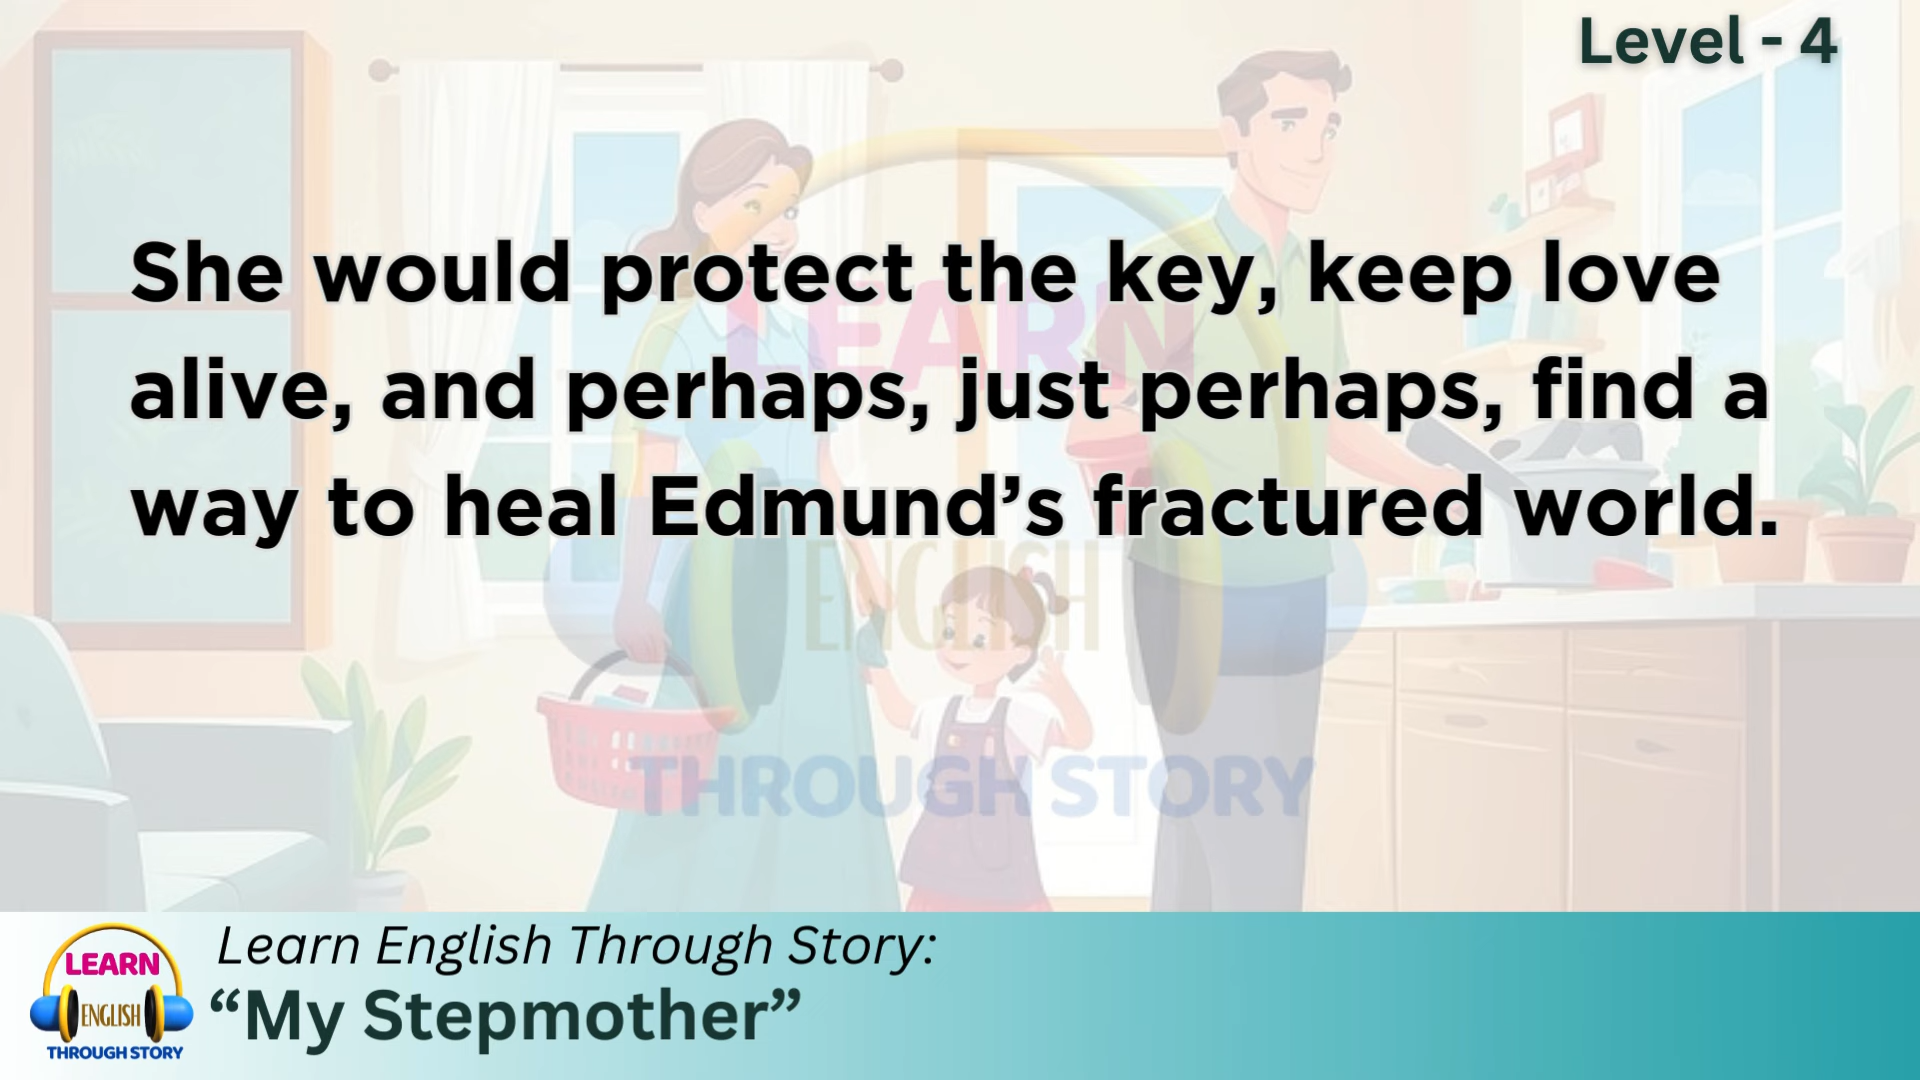 Level - 4
She would protect the key, keep love
alive, and perhaps, just perhaps, find a
way to heal Edmund’s fractured world.
LEARN
ENGLISH
THROUGH STORY
Learn English Through Story:
“My Stepmother”
LEARN
ENGLISH
THROUGH STORY